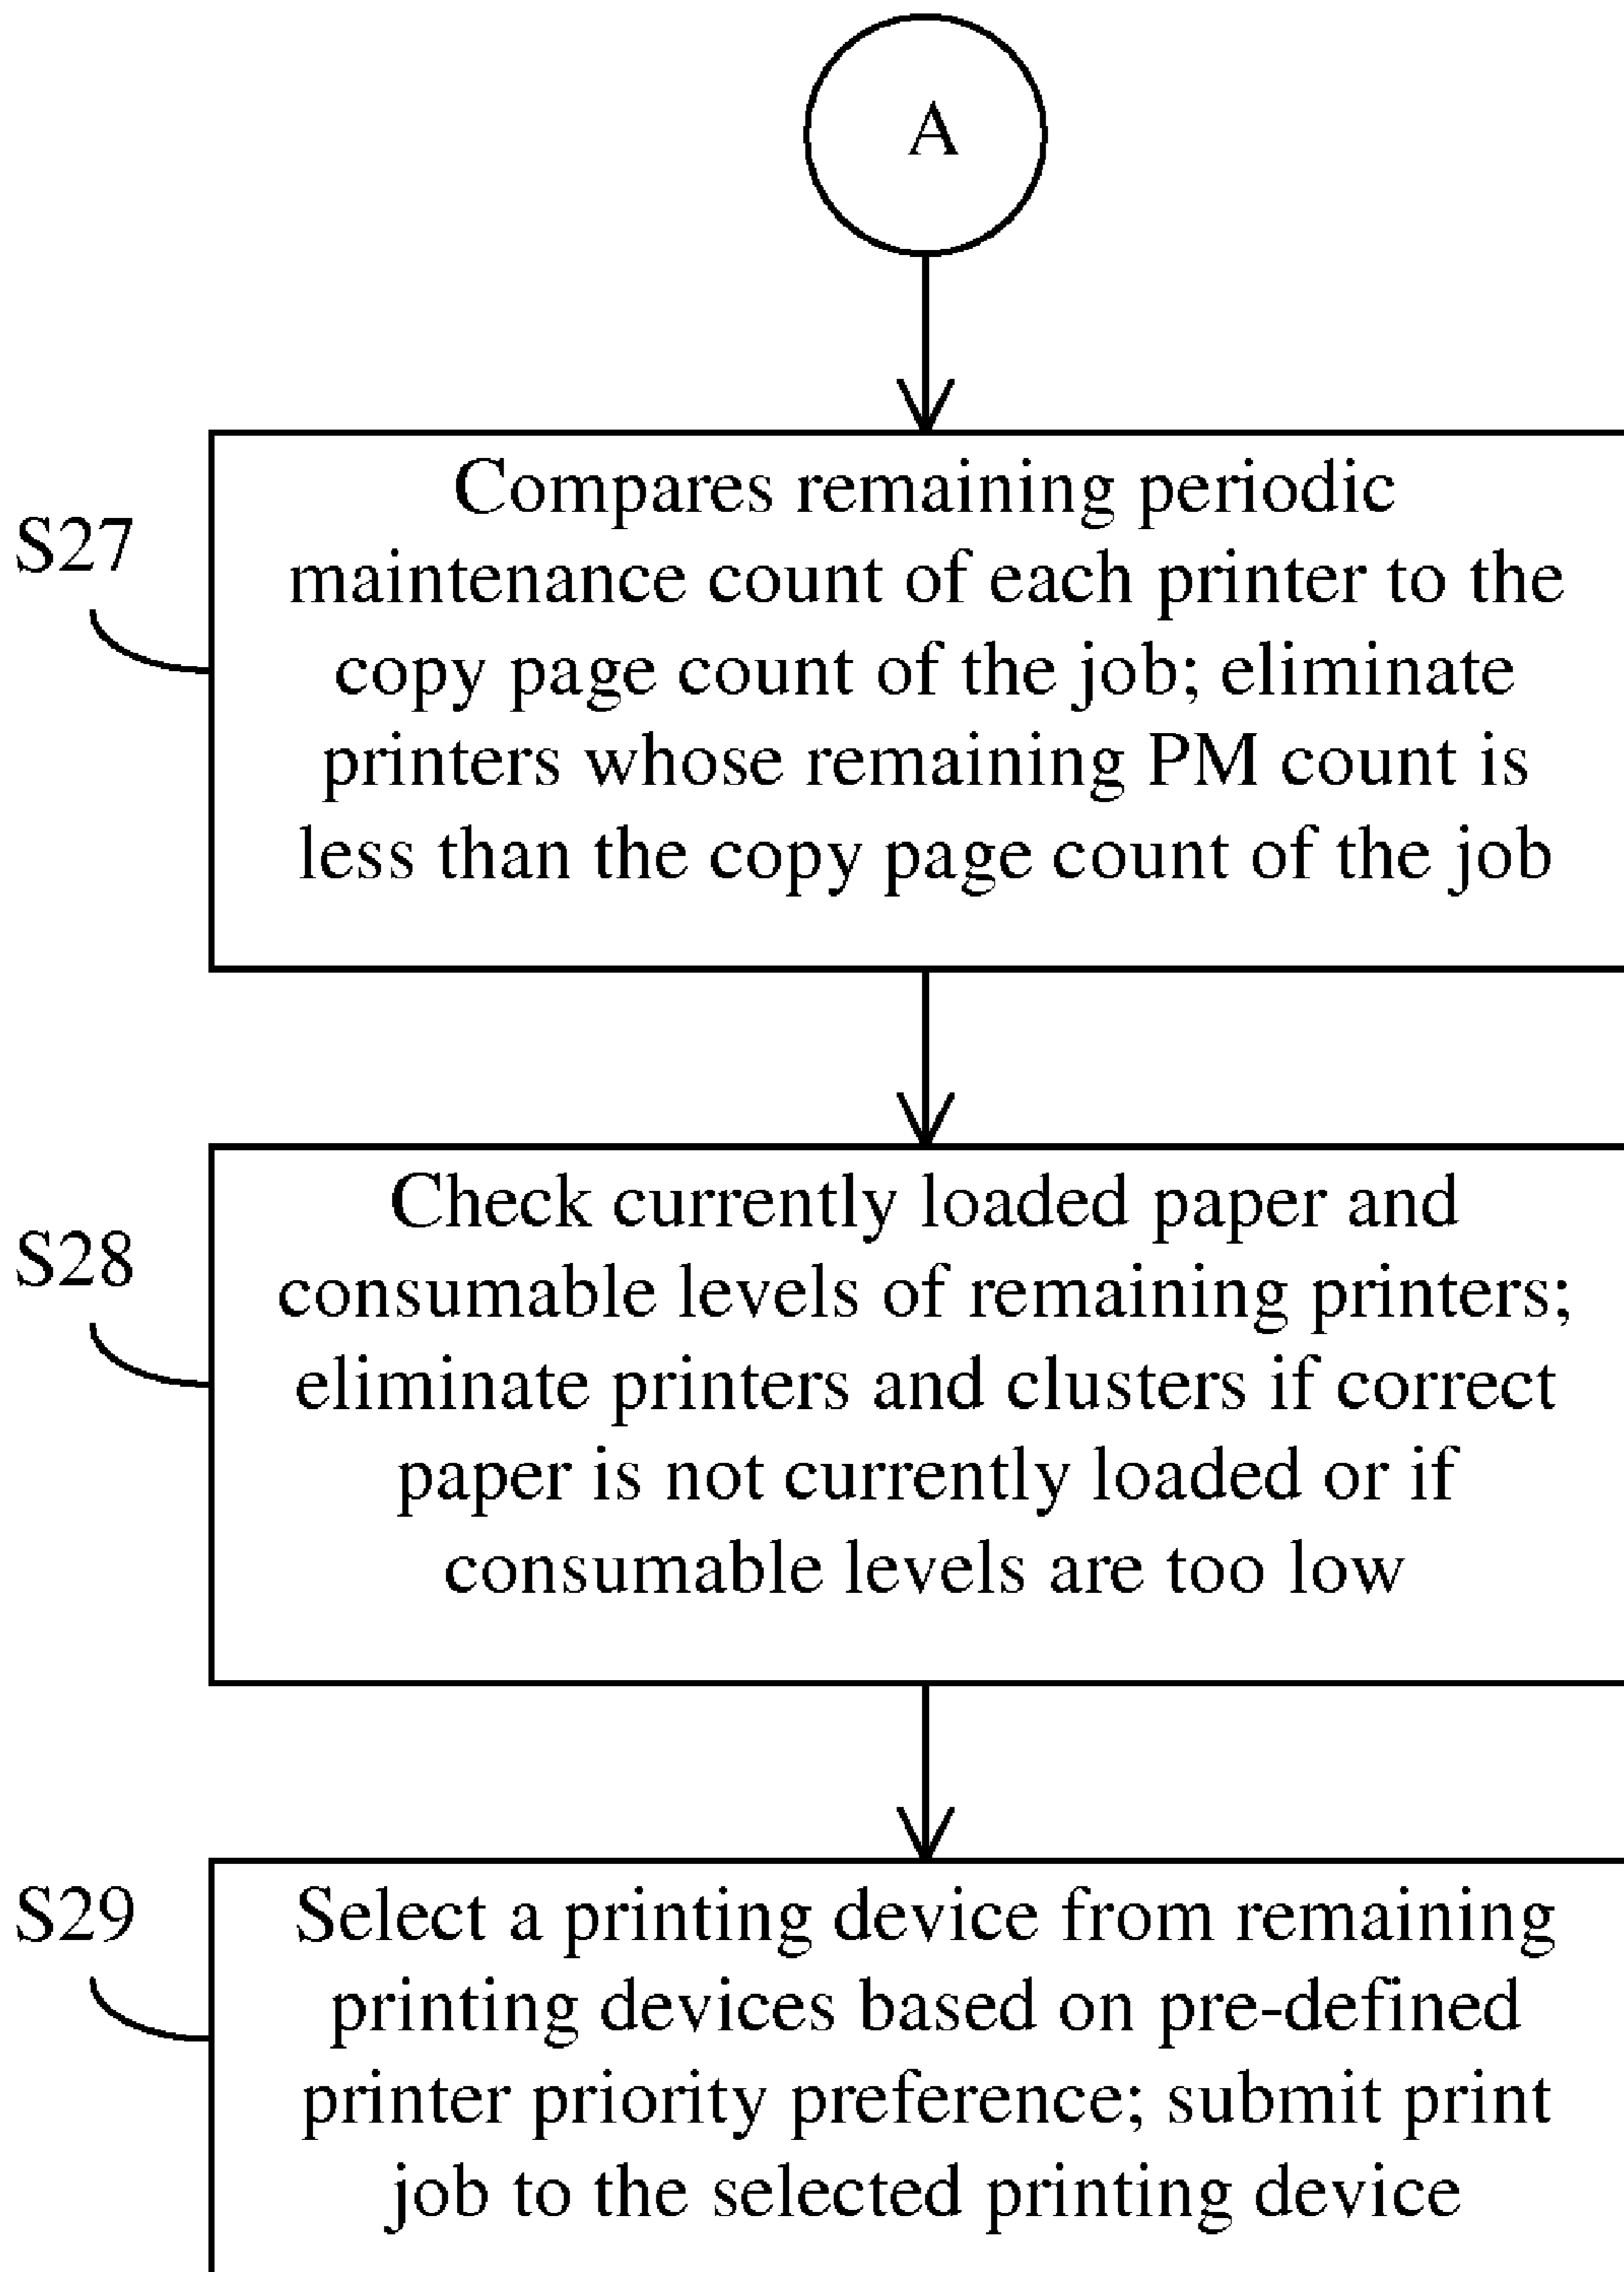 A
S27
Compares remaining periodic
maintenance count of each printer to the
copy page count of the job; eliminate
printers whose remaining PM count is
less than the copy page count of the job
S28
Check currently loaded paper and
consumable levels of remaining printers;
eliminate printers and clusters if correct
paper is not currently loaded or if
consumable levels are too low
S29
Select a printing device from remaining
printing devices based on pre-defined
printer priority preference; submit print
job to the selected printing device